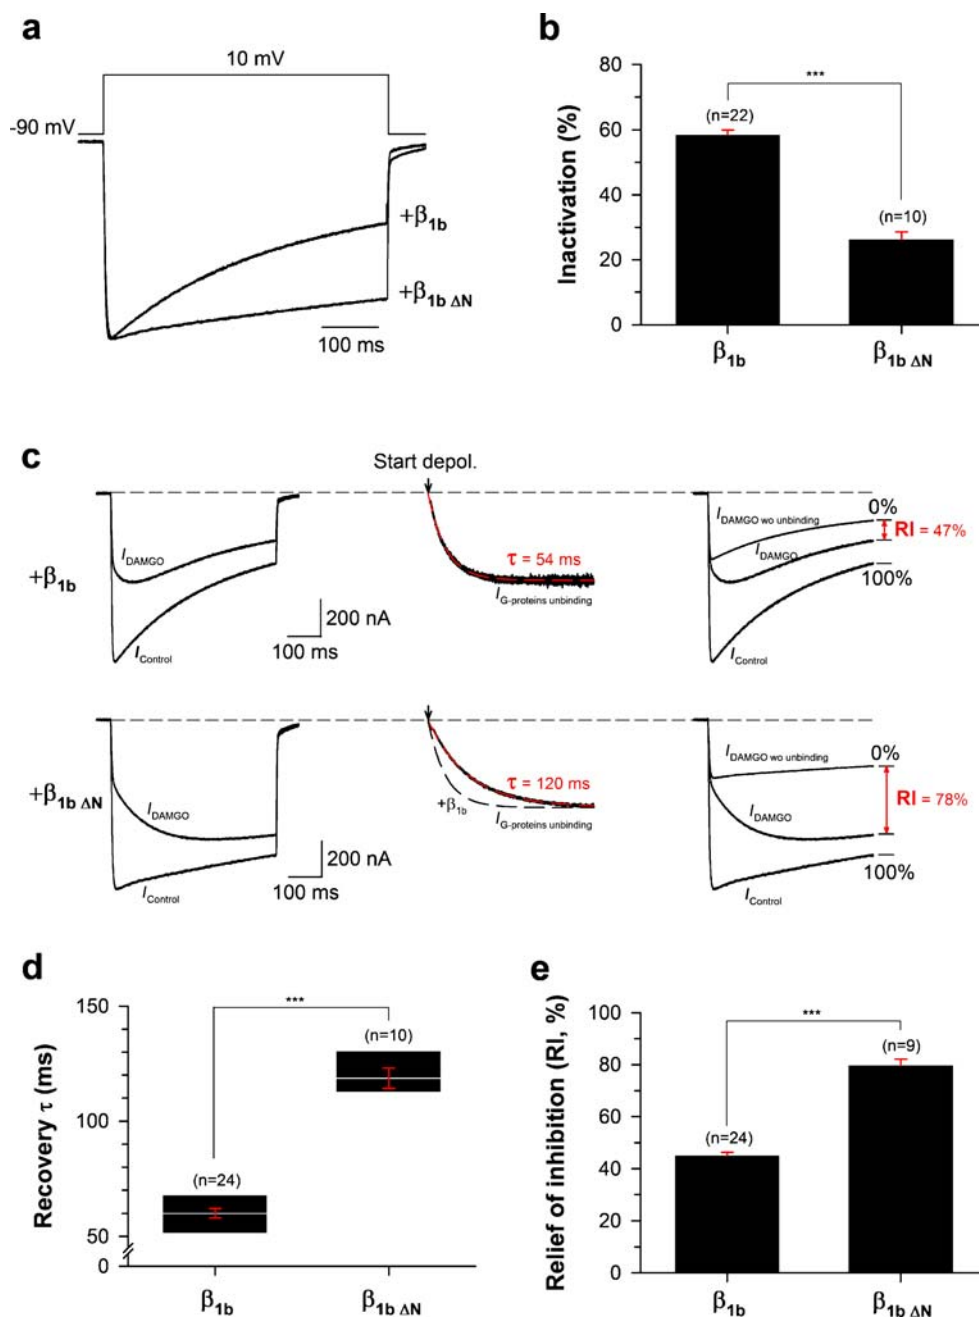 a
10 mV
-90 mV
+β1b
+β1b ΔN
100 ms
b
80
60
40
20
0
Inactivation (%)
***
(n=22)
(n=10)
β1b
β1b ΔN
c
Start depol.
+β1b
IDAMGO
IControl
200 nA
100 ms
τ = 54 ms
IG-proteins unbinding
IDAMGO wo unbinding
IDAMGO
IControl
0%
RI = 47%
100%
+β1b ΔN
IDAMGO
IControl
200 nA
100 ms
τ = 120 ms
+β1b
IG-proteins unbinding
IDAMGO wo unbinding
IDAMGO
IControl
0%
RI = 78%
100%
d
150
100
50
0
Recovery τ (ms)
***
(n=24)
(n=10)
β1b
β1b ΔN
e
100
80
60
40
20
0
Relief of inhibition (RI, %)
***
(n=24)
(n=9)
β1b
β1b ΔN